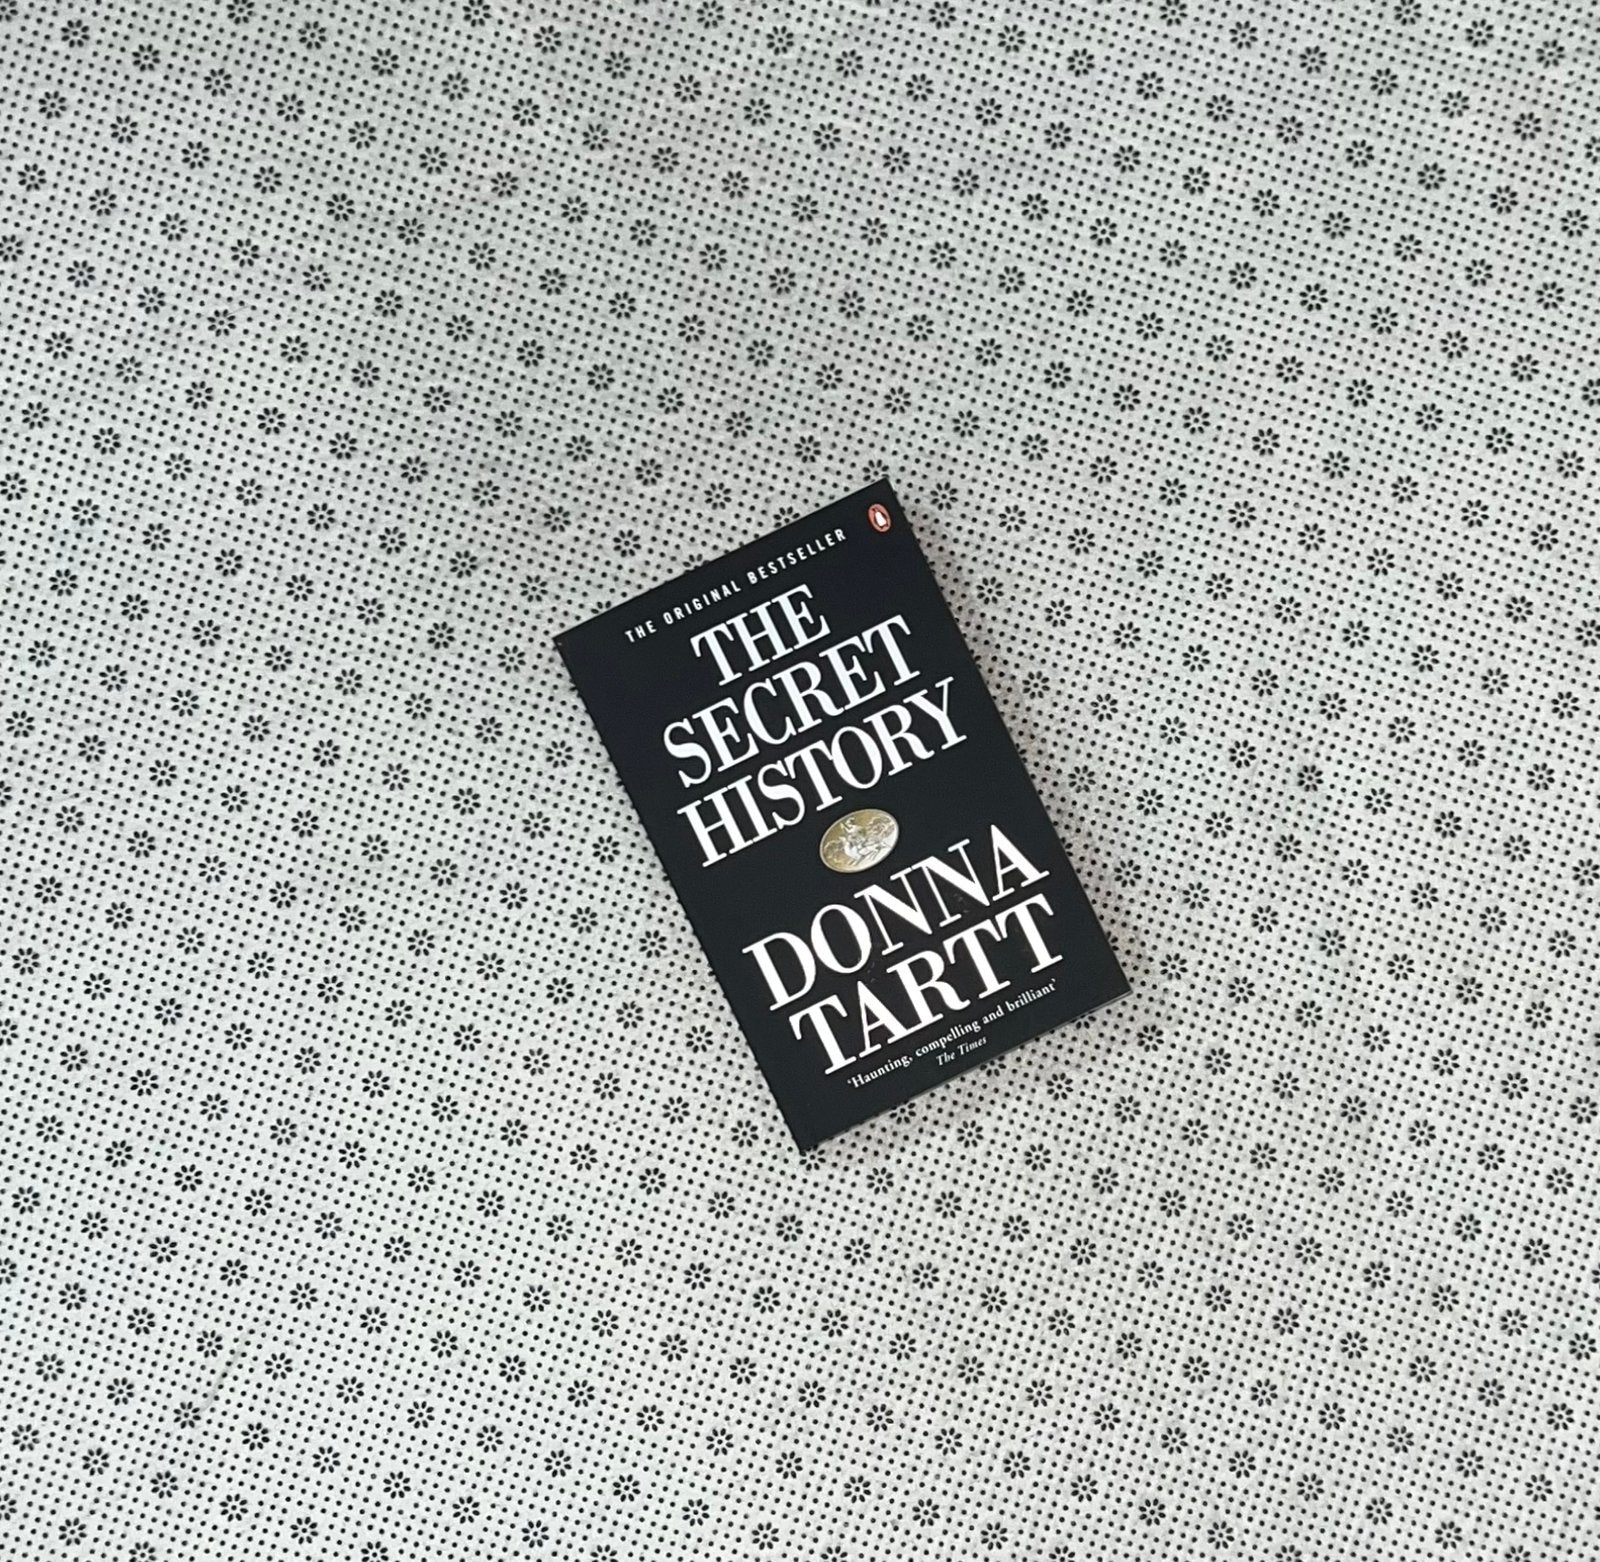 THE ORIGINAL BESTSELLER
THE
SECRET
HISTORY
DONNA
TARTT
‘Haunting, compelling and brilliant’
The Times